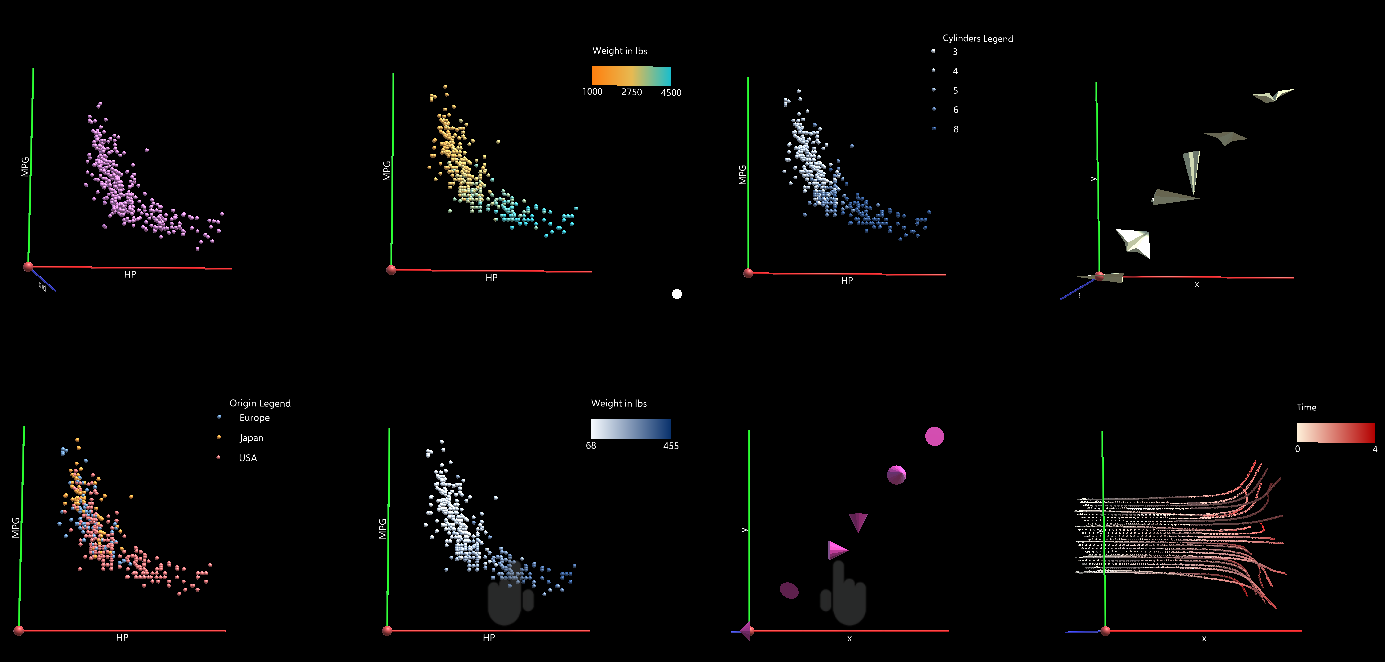 MPG
HP
Weight in lbs
1000 2750 4500
MPG
HP
Cylinders Legend
3
4
5
6
8
MPG
HP
y
x
Origin Legend
Europe
Japan
USA
MPG
HP
Weight in lbs
68 455
MPG
HP
y
x
Time
0 4
x